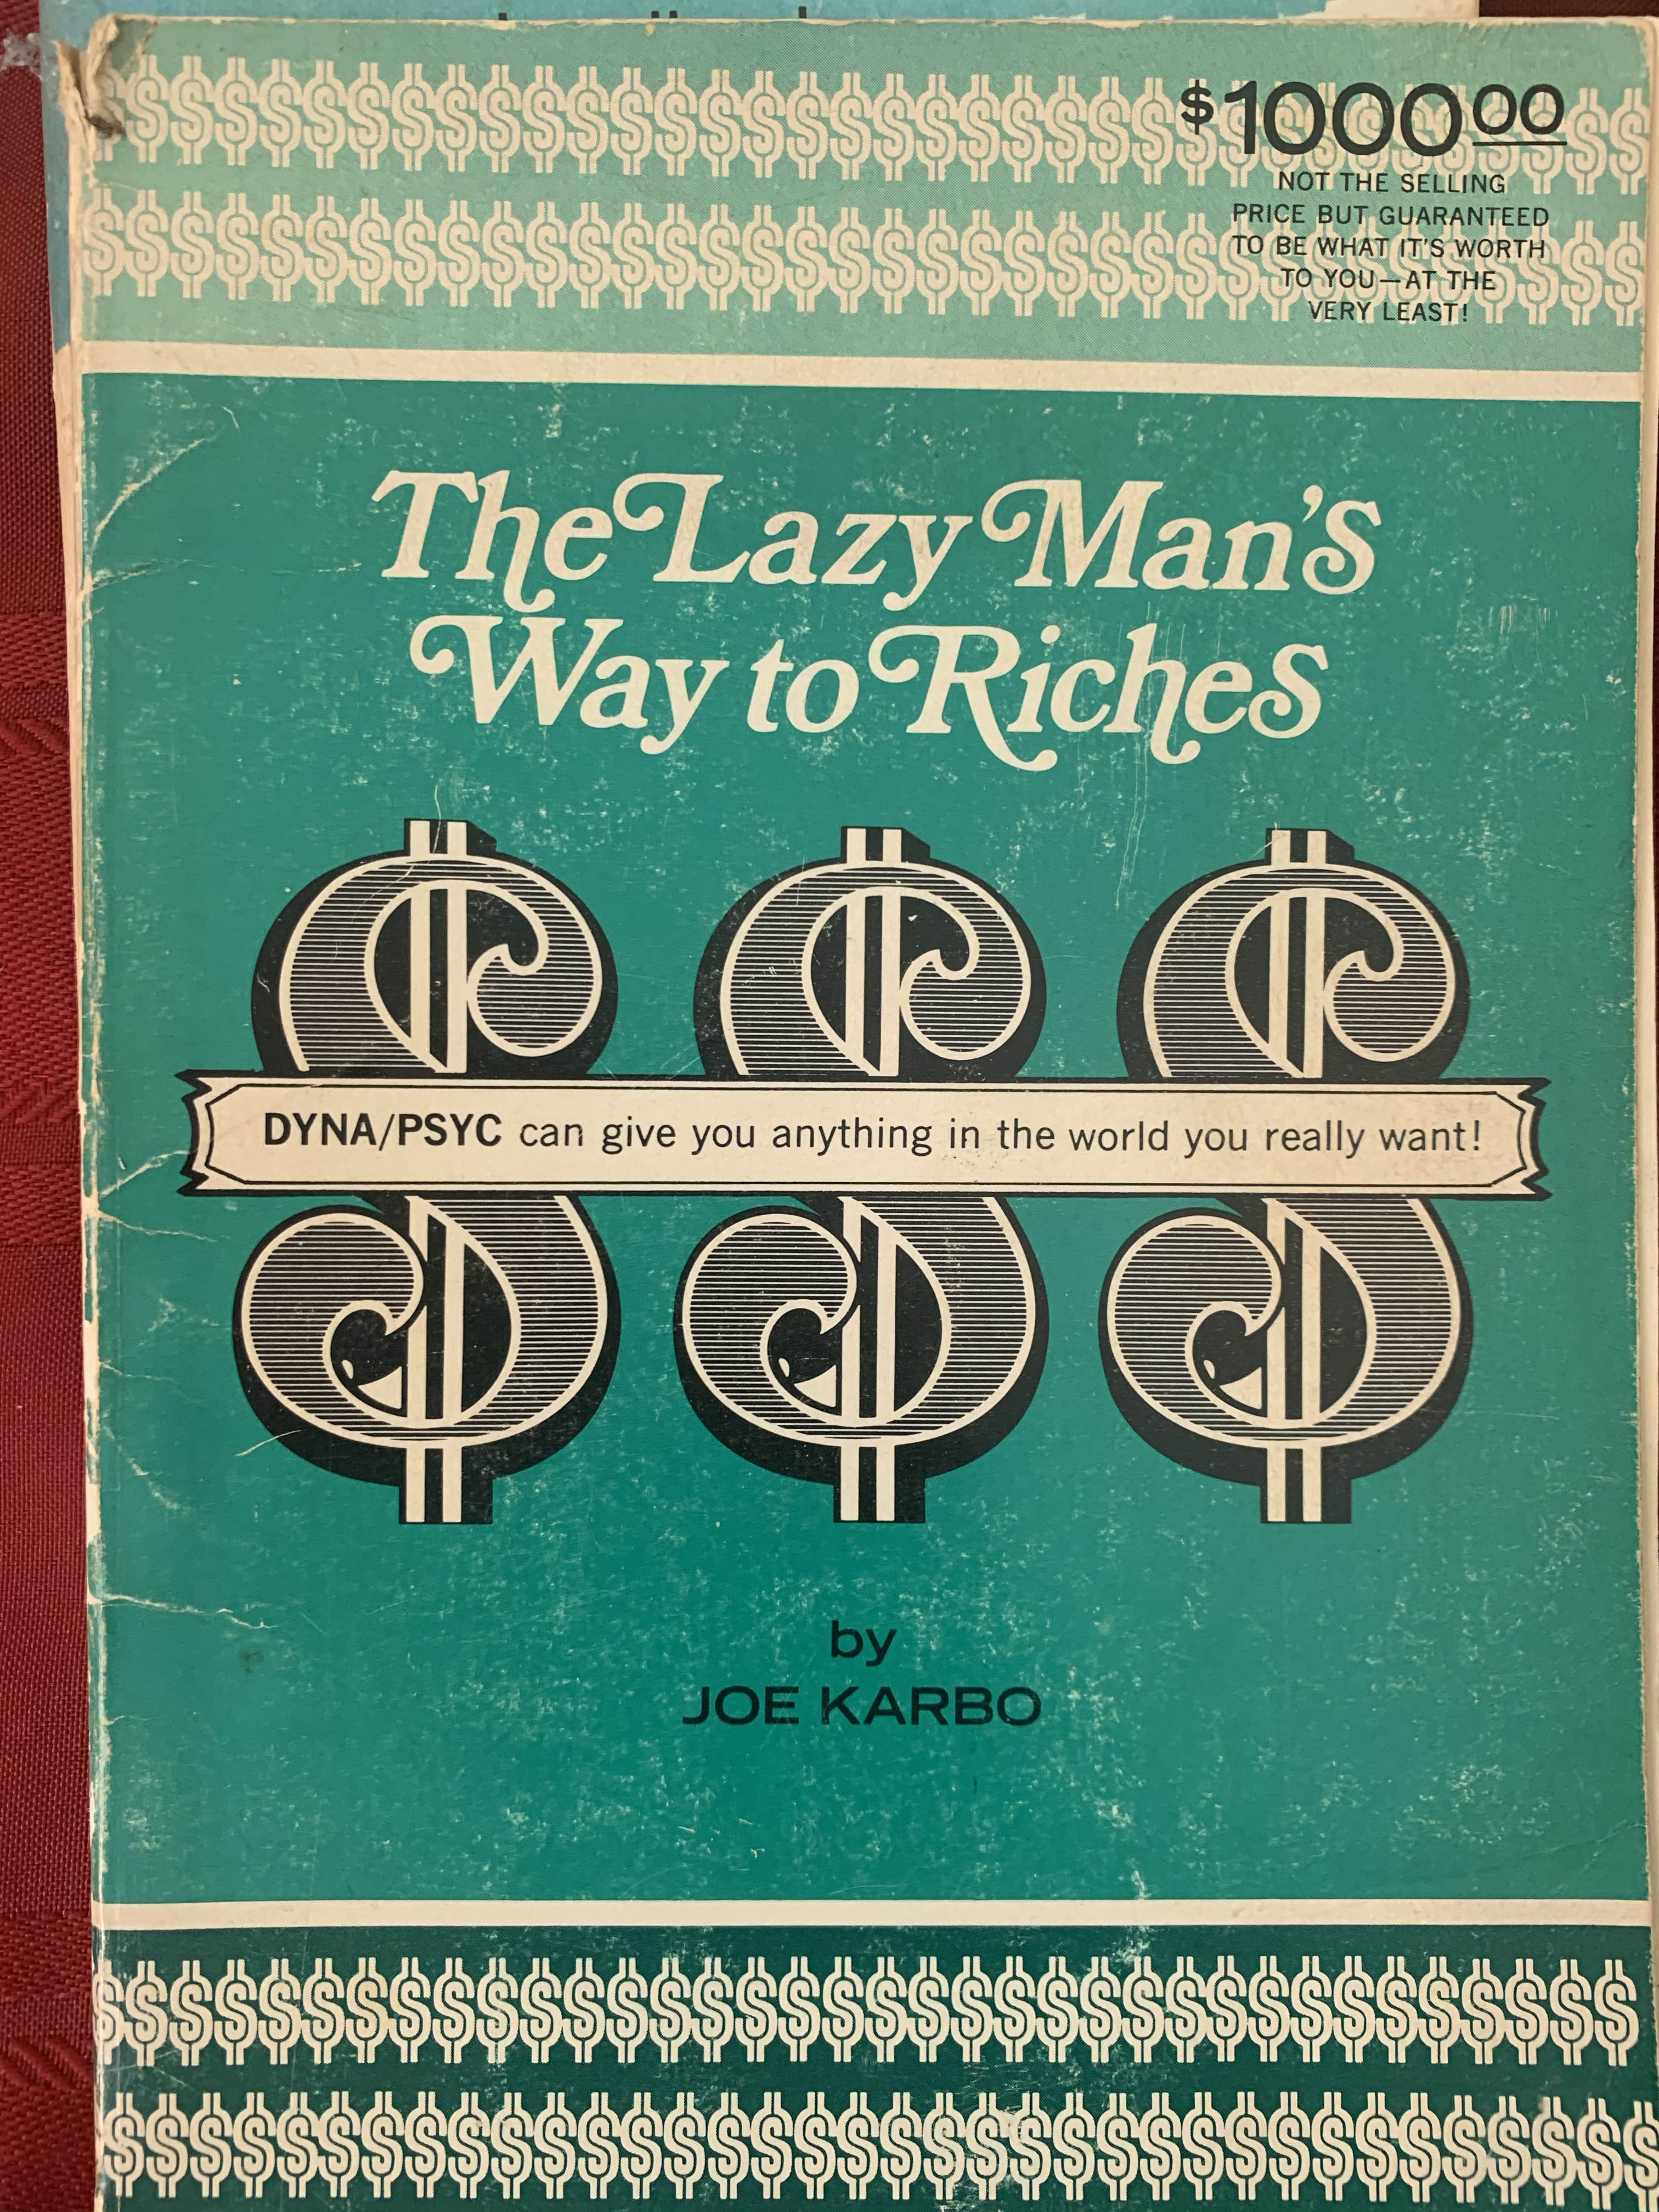 $$$$$$$$$$$$$$$$$$$$$$$$$$$$$$$$$$$
$1000.00
NOT THE SELLING
PRICE BUT GUARANTEED
TO BE WHAT IT'S WORTH
TO YOU—AT THE
VERY LEAST!
$$$$$$$$$$$$$$$$$$$$$$$$$$$$$$$$$$$
The Lazy Man's
Way to Riches
$$$
DYNA/PSYC can give you anything in the world you really want!
by
JOE KARBO
$$$$$$$$$$$$$$$$$$$$$$$$$$$$$$$$$$$
$$$$$$$$$$$$$$$$$$$$$$$$$$$$$$$$$$$